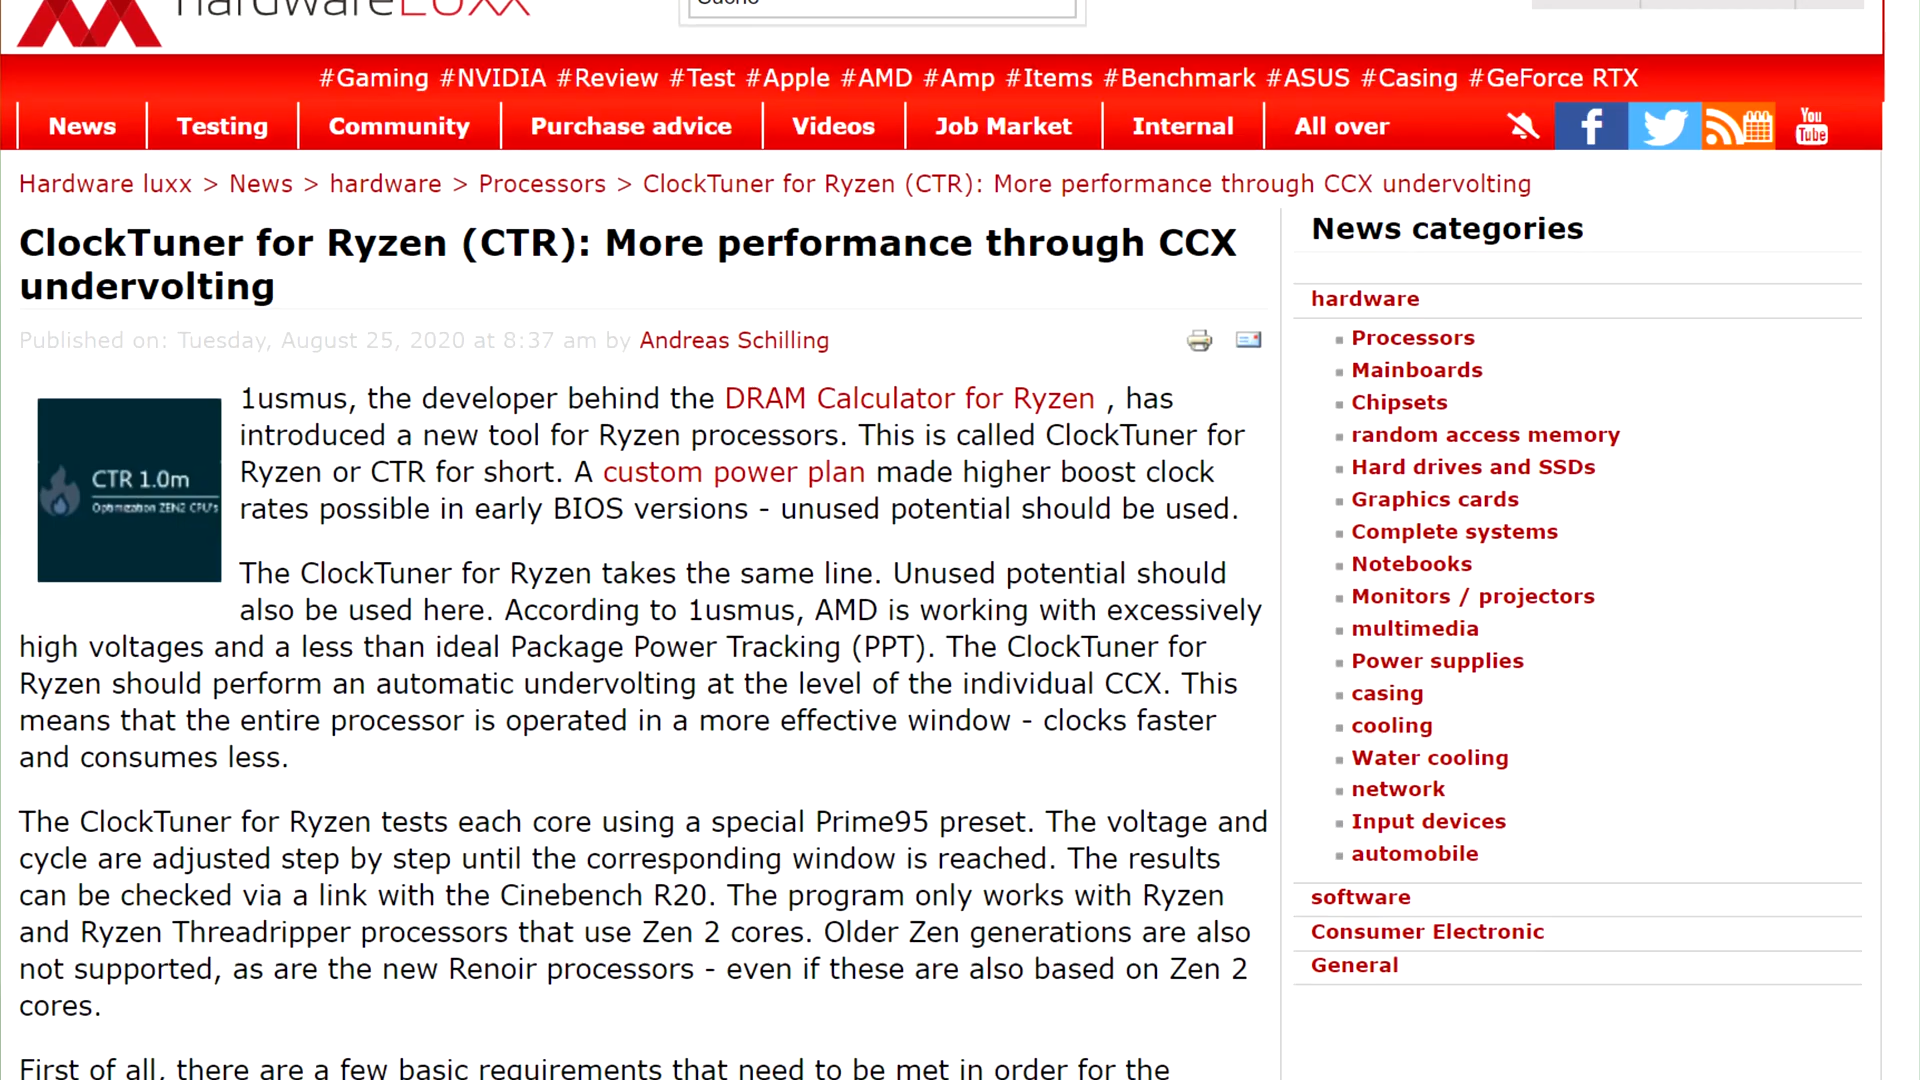 hardwareLUXX
#Gaming #NVIDIA #Review #Test #Apple #AMD #Amp #Items #Benchmark #ASUS #Casing #GeForce RTX
News
Testing
Community
Purchase advice
Videos
Job Market
Internal
All over
You
Tube
Hardware luxx > News > hardware > Processors > ClockTuner for Ryzen (CTR): More performance through CCX undervolting
ClockTuner for Ryzen (CTR): More performance through CCX
undervolting
Published on: Tuesday, August 25, 2020 at 8:37 am by Andreas Schilling
CTR 1.0m
Optimization ZEN2 CPU's
1usmus, the developer behind the DRAM Calculator for Ryzen , has
introduced a new tool for Ryzen processors. This is called ClockTuner for
Ryzen or CTR for short. A custom power plan made higher boost clock
rates possible in early BIOS versions - unused potential should be used.
The ClockTuner for Ryzen takes the same line. Unused potential should
also be used here. According to 1usmus, AMD is working with excessively
high voltages and a less than ideal Package Power Tracking (PPT). The ClockTuner for
Ryzen should perform an automatic undervolting at the level of the individual CCX. This
means that the entire processor is operated in a more effective window - clocks faster
and consumes less.
The ClockTuner for Ryzen tests each core using a special Prime95 preset. The voltage and
cycle are adjusted step by step until the corresponding window is reached. The results
can be checked via a link with the Cinebench R20. The program only works with Ryzen
and Ryzen Threadripper processors that use Zen 2 cores. Older Zen generations are also
not supported, as are the new Renoir processors - even if these are also based on Zen 2
cores.
First of all, there are a few basic requirements that need to be met in order for the
News categories
hardware
Processors
Mainboards
Chipsets
random access memory
Hard drives and SSDs
Graphics cards
Complete systems
Notebooks
Monitors / projectors
multimedia
Power supplies
casing
cooling
Water cooling
network
Input devices
automobile
software
Consumer Electronic
General